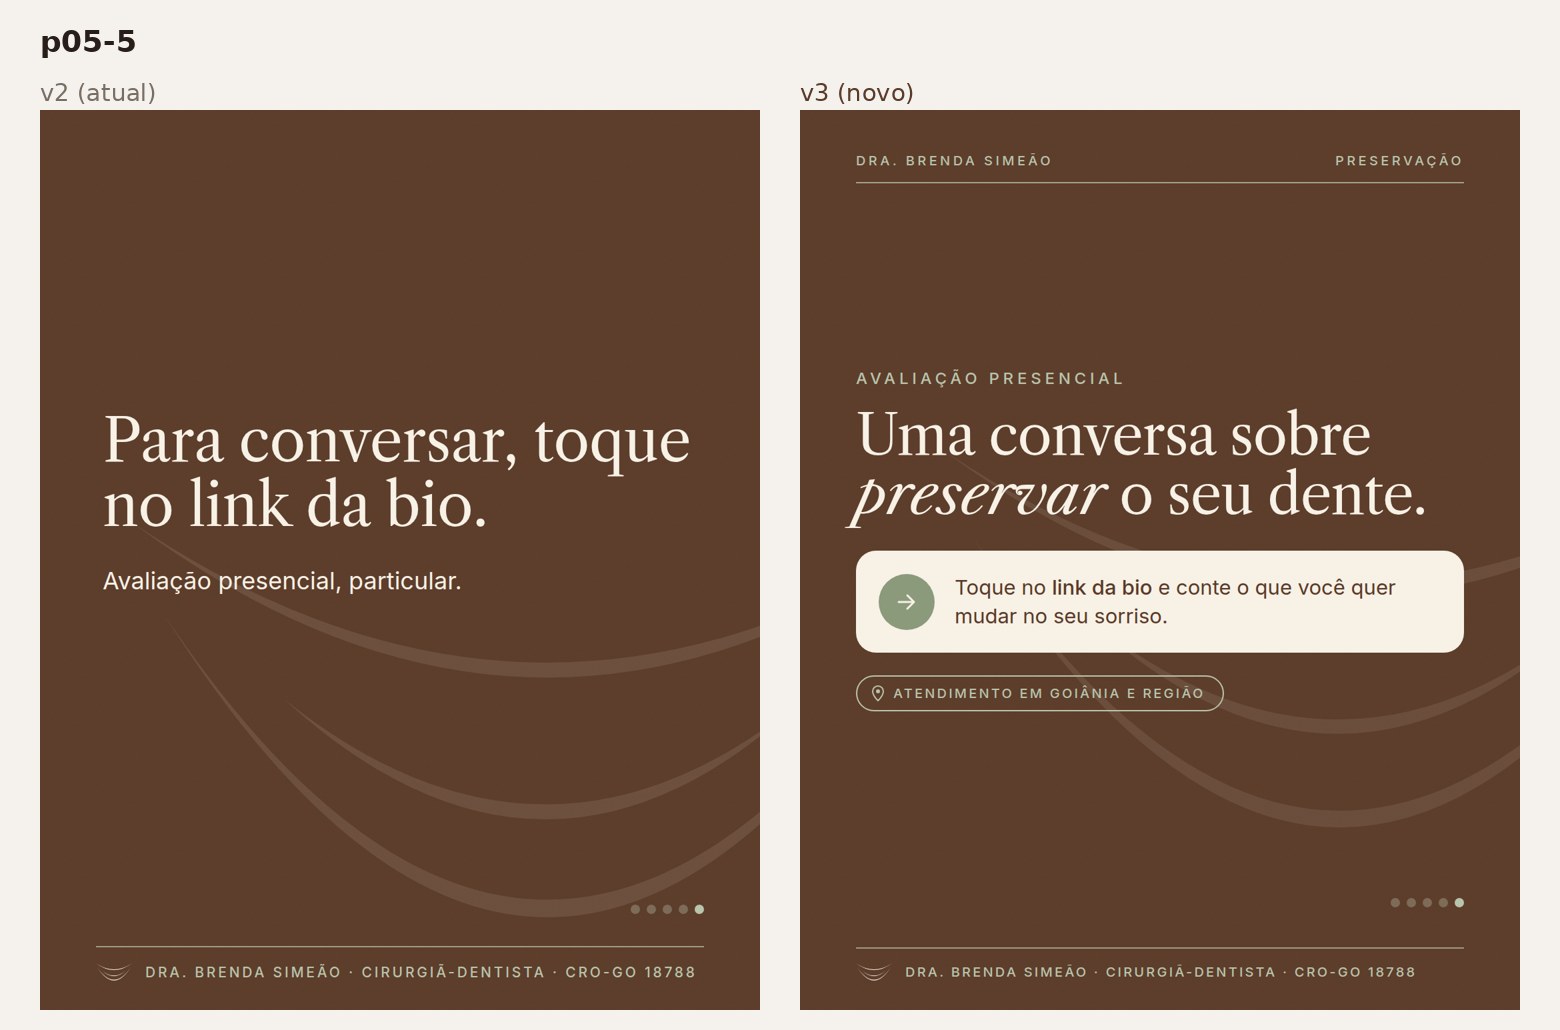 p05-5
v2 (atual)
Para conversar, toque
no link da bio.
Avaliação presencial, particular.
DRA. BRENDA SIMEÃO · CIRURGIÃ-DENTISTA · CRO-GO 18788
v3 (novo)
DRA. BRENDA SIMEÃO
PRESERVAÇÃO
AVALIAÇÃO PRESENCIAL
Uma conversa sobre
preservar o seu dente.
Toque no link da bio e conte o que você quer
mudar no seu sorriso.
ATENDIMENTO EM GOIÂNIA E REGIÃO
DRA. BRENDA SIMEÃO · CIRURGIÃ-DENTISTA · CRO-GO 18788